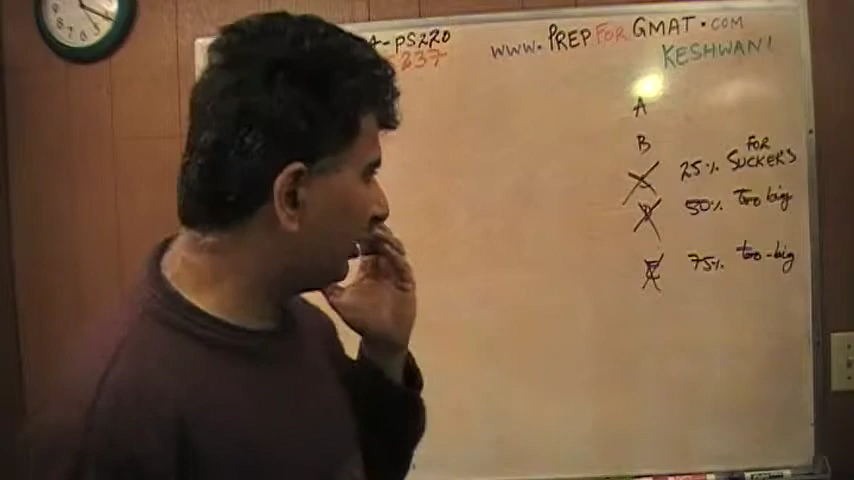 A-PS220
237
www.PREPFORGMAT.COM
KESHWANI
A
B
C 25% FOR SUCKERS
D 50% Too big
E 75% too-big